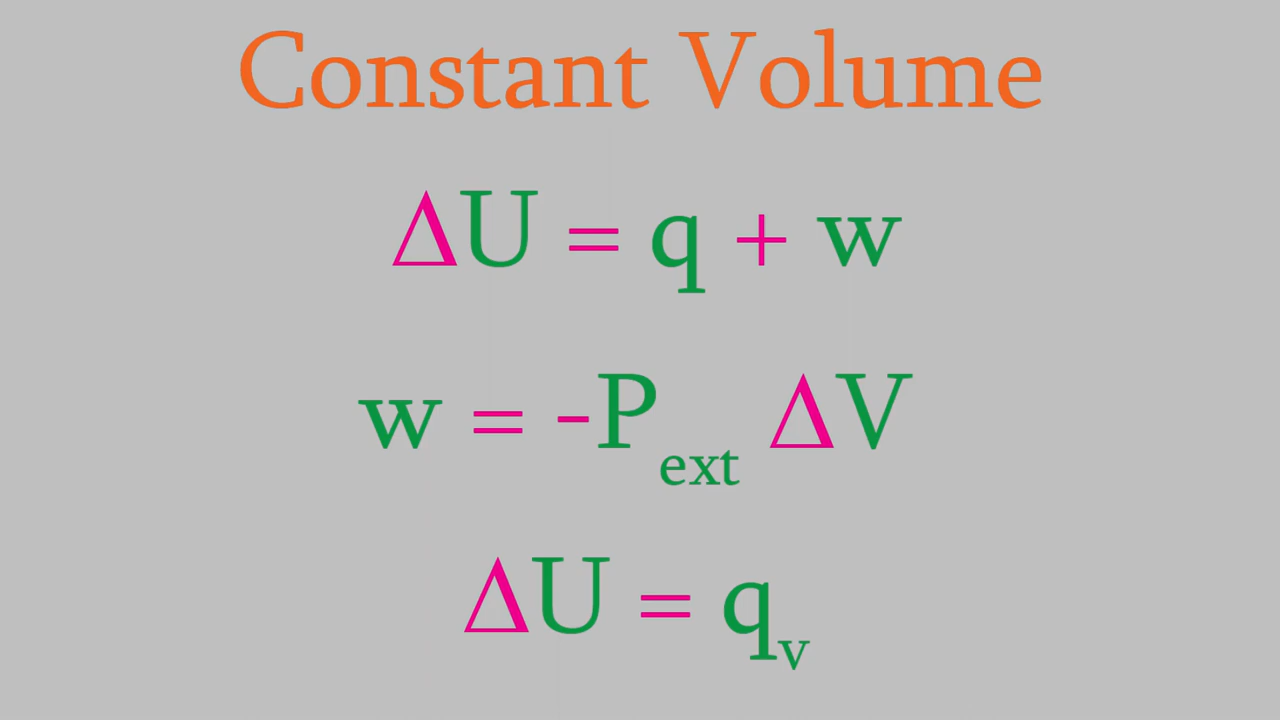 Constant Volume
ΔU = q + w
w = -P_ext ΔV
ΔU = q_v